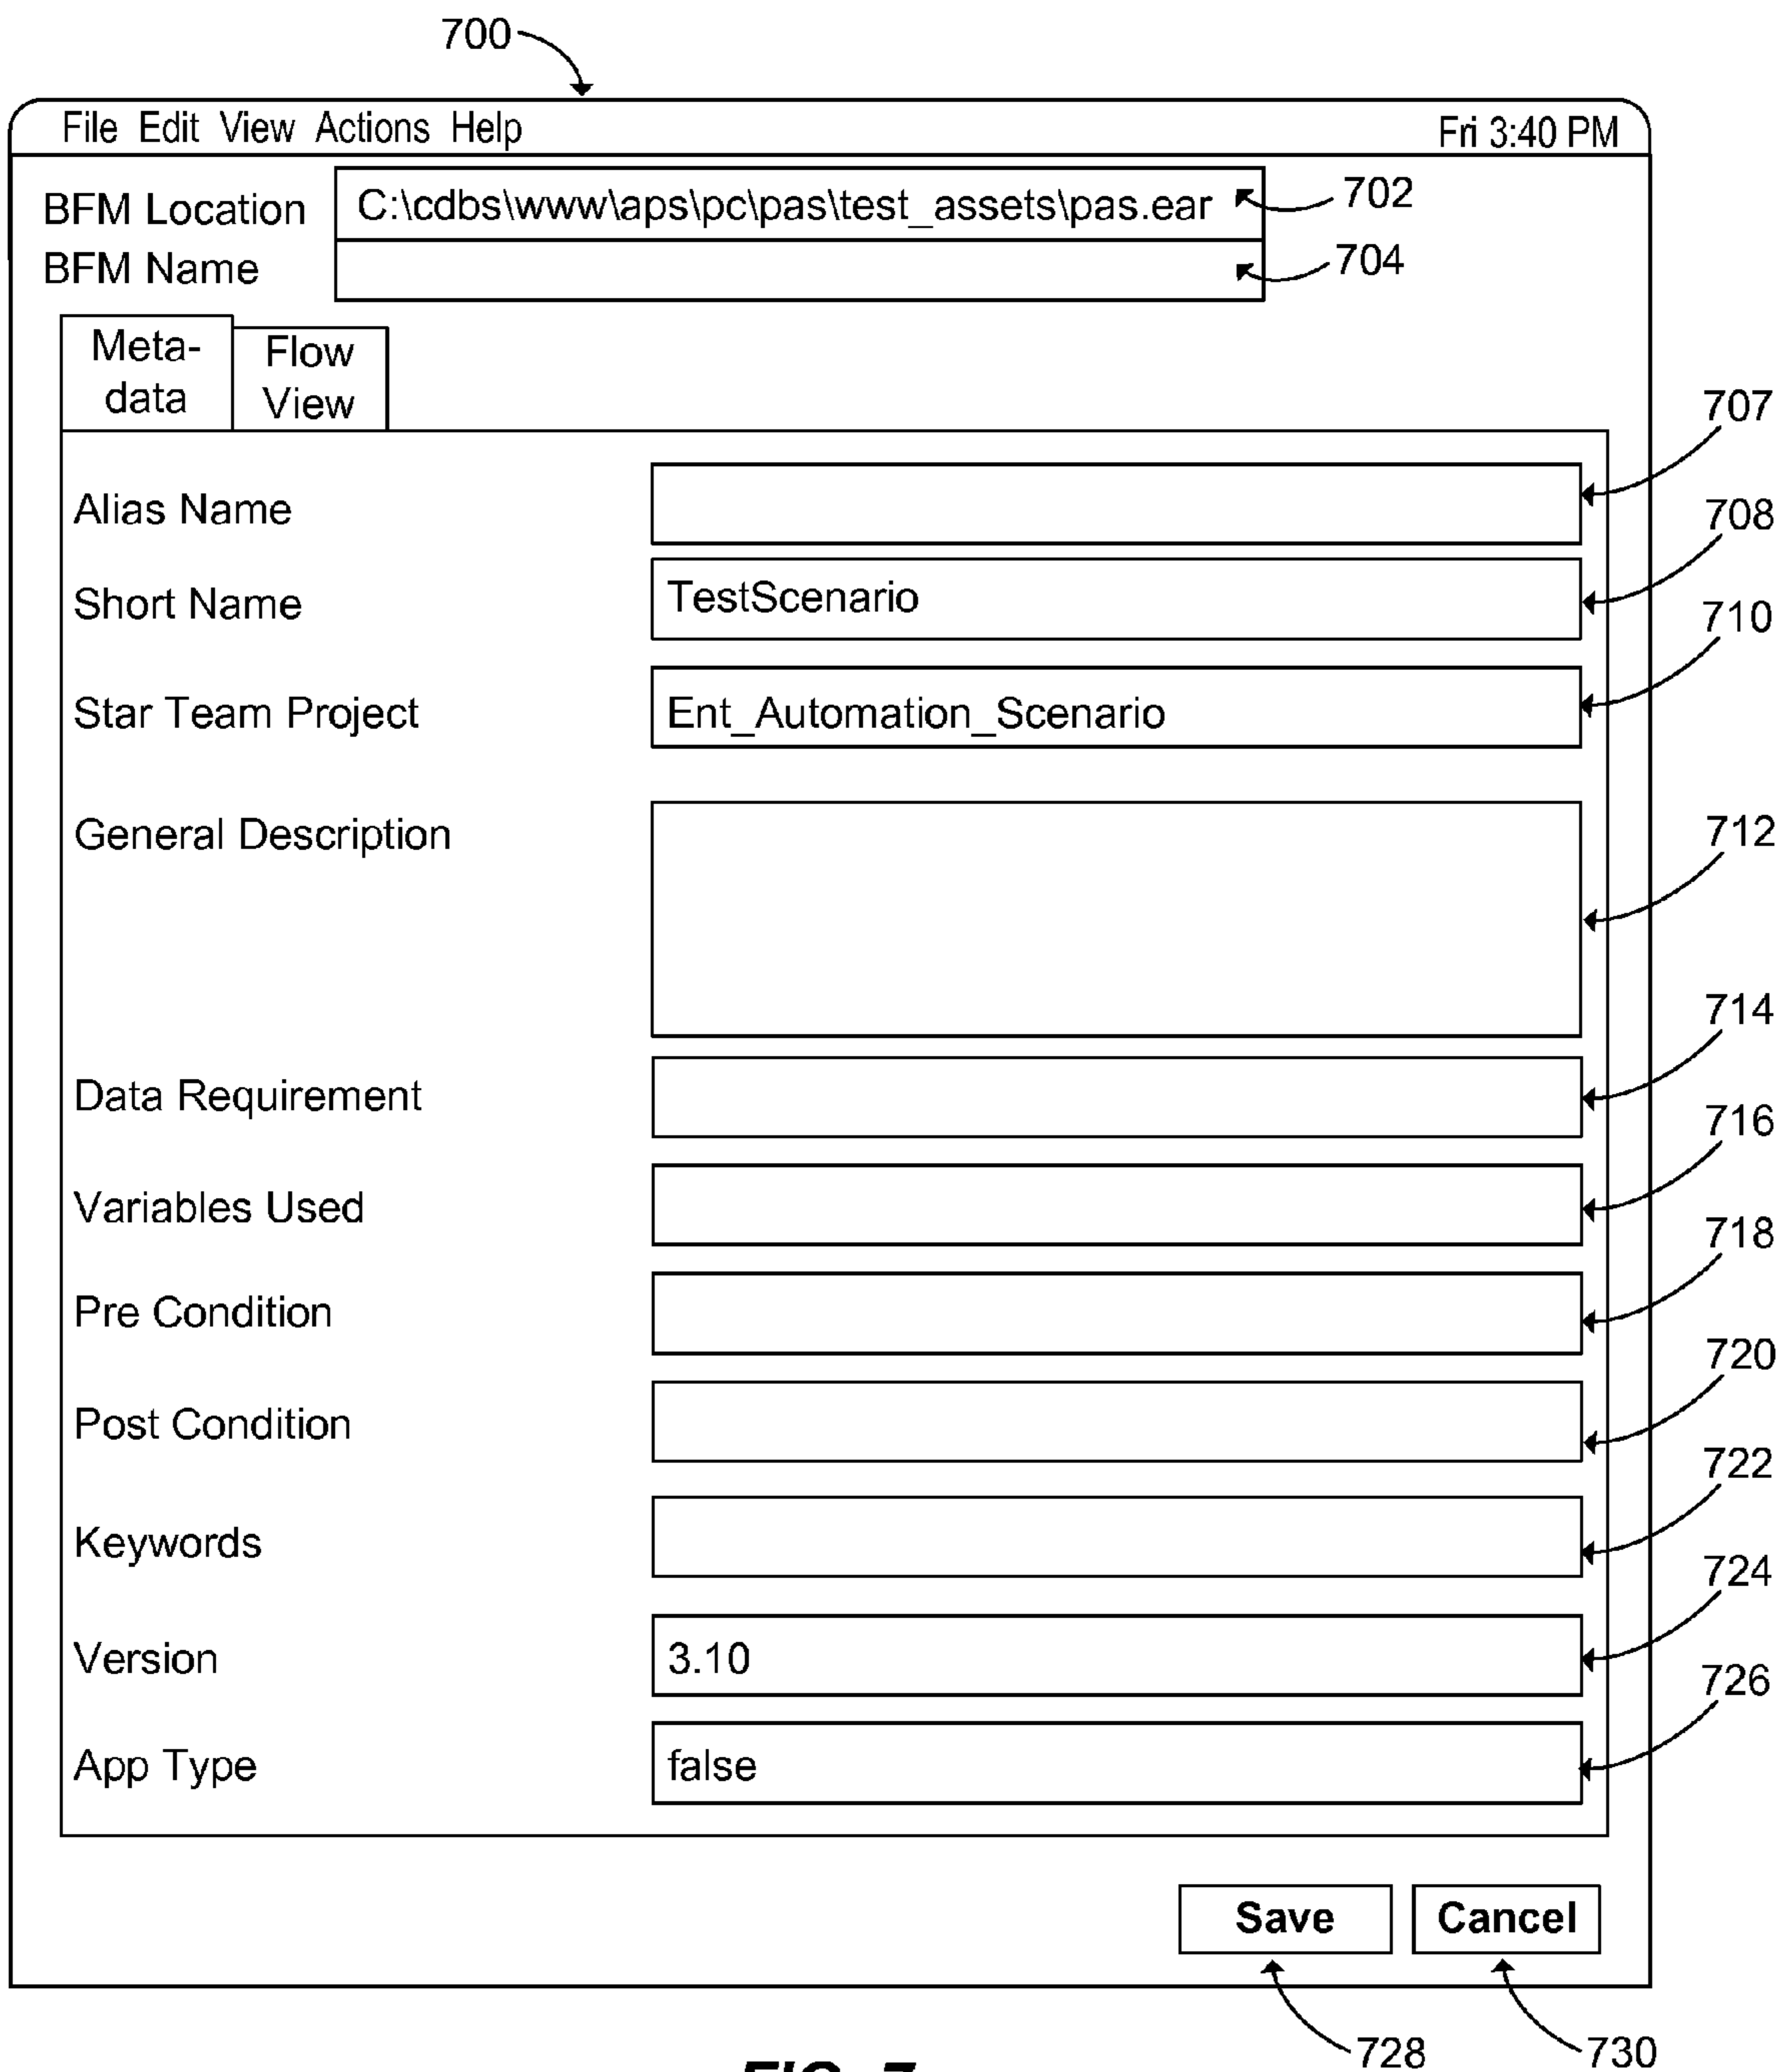 700
File Edit View Actions Help Fri 3:40 PM
BFM Location C:\cdbs\www\aps\pc\pas\test_assets\pas.ear 702
BFM Name 704
Meta-
data
Flow
View
707
Alias Name
708
Short Name TestScenario
710
Star Team Project Ent_Automation_Scenario
General Description 712
714
Data Requirement
716
Variables Used
718
Pre Condition
720
Post Condition
722
Keywords
724
Version 3.10
726
App Type false
Save Cancel
728 730
FIG. 7